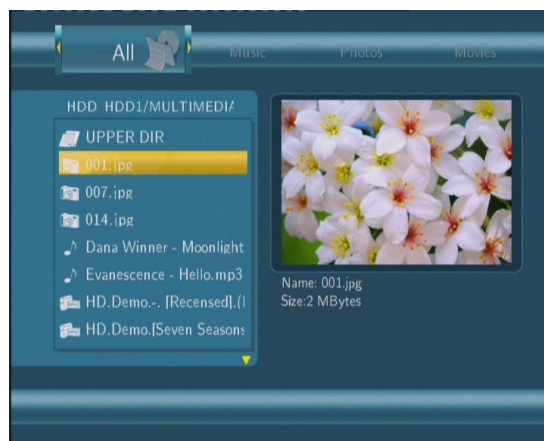 All
Music
Photos
Movies
HDD HDD1/MULTIMEDIA
UPPER DIR
001.jpg
007.jpg
014.jpg
Dana Winner - Moonlight
Evanescence - Hello.mp3
HD.Demo.-. [Recensed].(
HD.Demo.[Seven Seasons
Name: 001.jpg
Size:2 MBytes